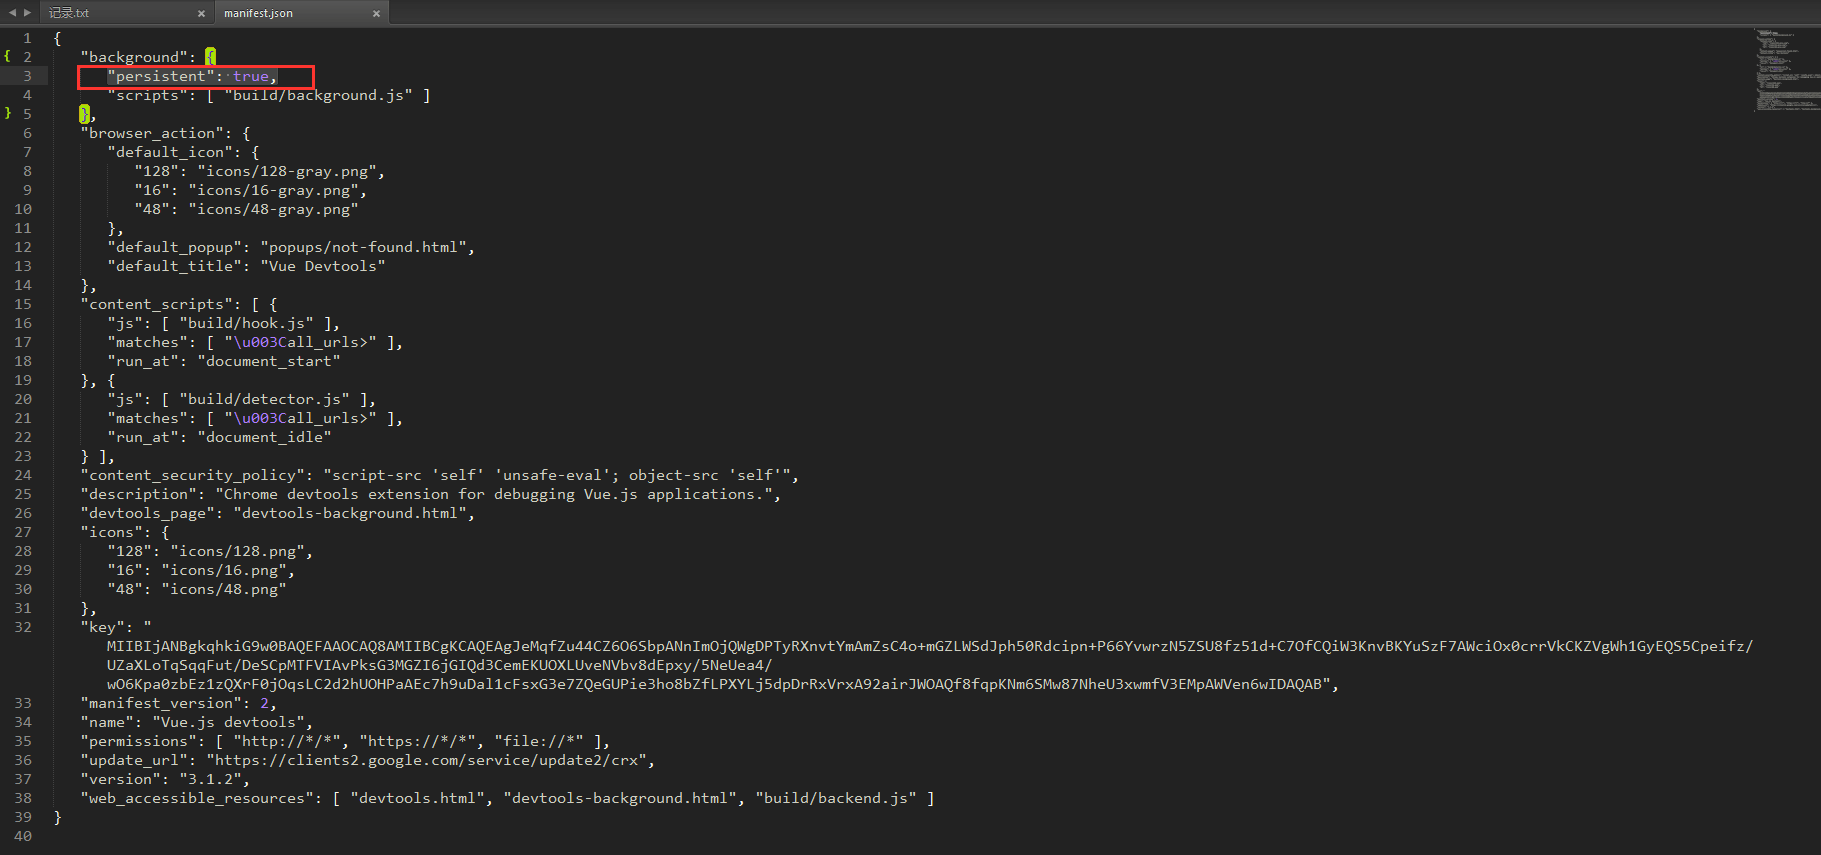 记录.txt
manifest.json
1 {
2 "background": {
3 "persistent": true,
4 "scripts": [ "build/background.js" ]
5 },
6 "browser_action": {
7 "default_icon": {
8 "128": "icons/128-gray.png",
9 "16": "icons/16-gray.png",
10 "48": "icons/48-gray.png"
11 },
12 "default_popup": "popups/not-found.html",
13 "default_title": "Vue Devtools"
14 },
15 "content_scripts": [ {
16 "js": [ "build/hook.js" ],
17 "matches": [ "\u003Call_urls>" ],
18 "run_at": "document_start"
19 }, {
20 "js": [ "build/detector.js" ],
21 "matches": [ "\u003Call_urls>" ],
22 "run_at": "document_idle"
23 } ],
24 "content_security_policy": "script-src 'self' 'unsafe-eval'; object-src 'self'",
25 "description": "Chrome devtools extension for debugging Vue.js applications.",
26 "devtools_page": "devtools-background.html",
27 "icons": {
28 "128": "icons/128.png",
29 "16": "icons/16.png",
30 "48": "icons/48.png"
31 },
32 "key": "
MIIBIjANBgkqhkiG9w0BAQEFAAOCAQ8AMIIBCgKCAQEAgJeMqfZu44CZ6O6SbpANnImOjQWgDPTyRXnvtYmAmZsC4o+mGZLWSdJph50Rdcipn+P66YvwrzN5ZSU8fz51d+C7OfCQiW3KnvBKYuSzF7AWciOx0crrVkCKZVgWh1GyEQS5Cpeifz/
UZaXLoTqSqqFut/DeSCpMTFVIAvPksG3MGZI6jGIQd3CemEKUOXLUveNVbv8dEpxy/5NeUea4/
wO6Kpa0zbEz1zQXrF0jOqsLC2d2hUOHPaAEc7h9uDal1cFsxG3e7ZQeGUPie3ho8bZfLPXYLj5dpDrRxVrxA92airJWOAQf8fqpKNm6SMw87NheU3xwmfV3EMpAWVen6wIDAQAB",
33 "manifest_version": 2,
34 "name": "Vue.js devtools",
35 "permissions": [ "http://*/*", "https://*/*", "file://*" ],
36 "update_url": "https://clients2.google.com/service/update2/crx",
37 "version": "3.1.2",
38 "web_accessible_resources": [ "devtools.html", "devtools-background.html", "build/backend.js" ]
39 }
40